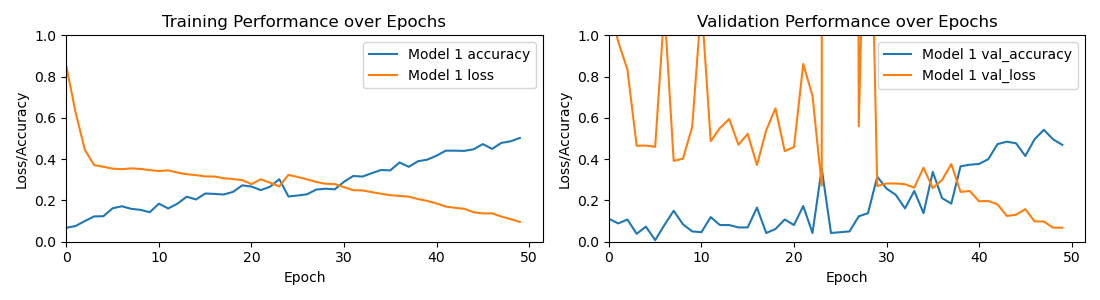 Training Performance over Epochs
Loss/Accuracy
1.0
0.8
0.6
0.4
0.2
0.0
0 10 20 30 40 50
Epoch
Model 1 accuracy
Model 1 loss
Validation Performance over Epochs
Loss/Accuracy
1.0
0.8
0.6
0.4
0.2
0.0
0 10 20 30 40 50
Epoch
Model 1 val_accuracy
Model 1 val_loss